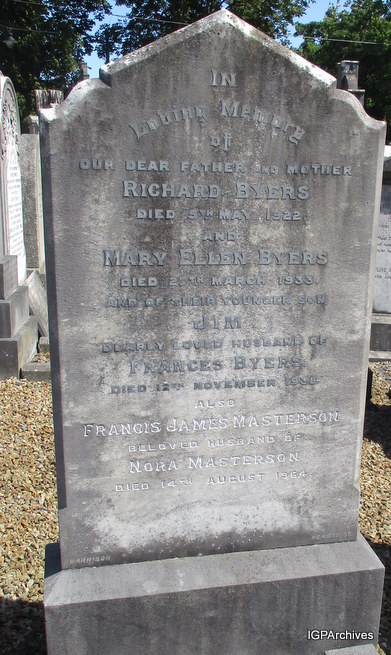 IN
Loving Memory
of
OUR DEAR FATHER AND MOTHER
RICHARD BYERS
DIED 5TH MAY 1922.
AND
MARY ELLEN BYERS
DIED MARCH 1933.
AND OF THEIR YOUNGER SON
JIM
DEARLY LOVED HUSBAND OF
FRANCES BYERS
DIED 12TH NOVEMBER
ALSO
FRANCIS JAMES MASTERSON
BELOVED HUSBAND OF
NORA MASTERSON
DIED 14TH AUGUST 1964.
HARRISON
IGPArchives